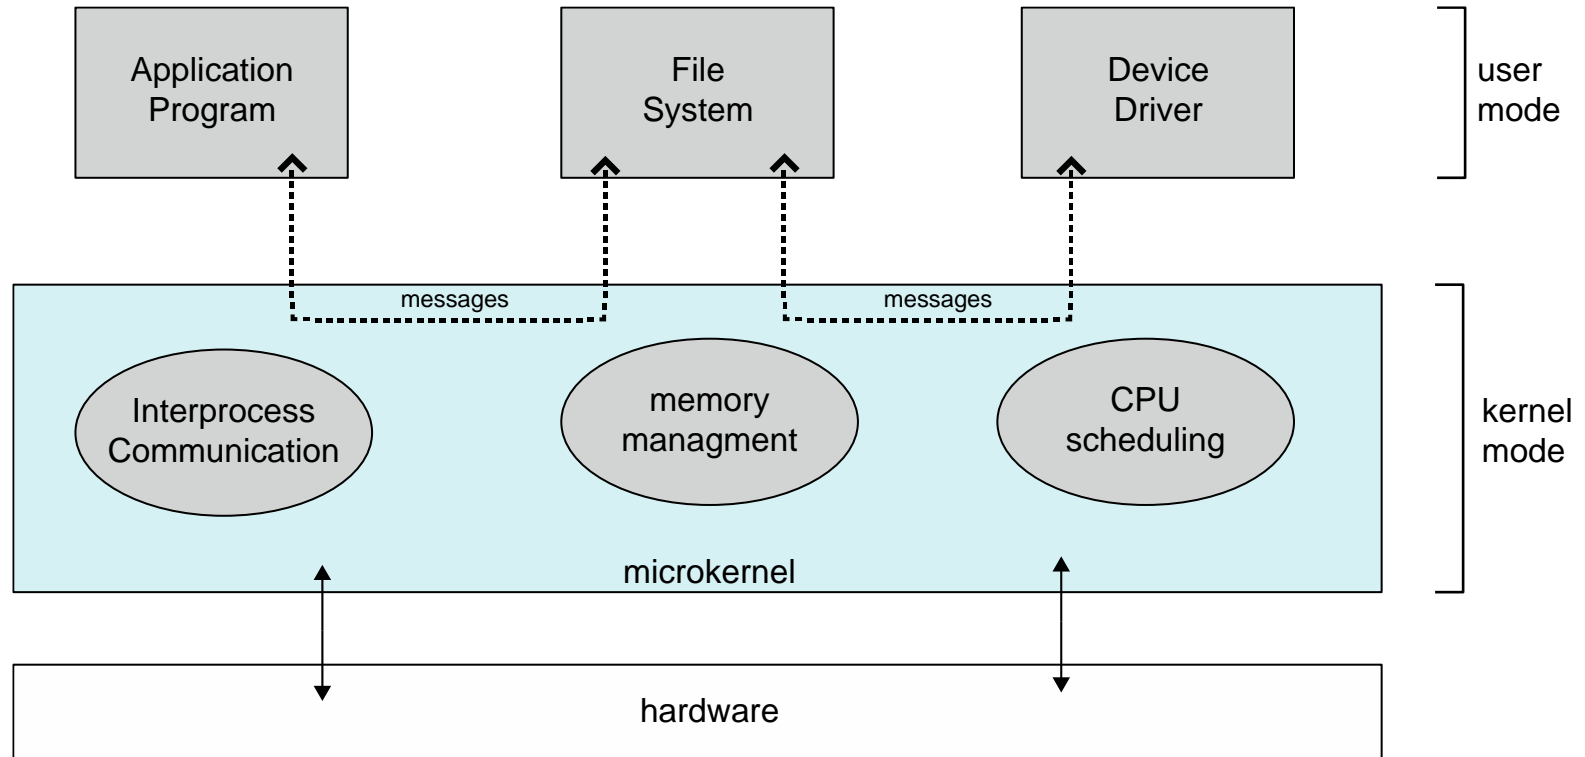 Application
Program
File
System
Device
Driver
user
mode
messages
messages
Interprocess
Communication
memory
managment
CPU
scheduling
kernel
mode
microkernel
hardware